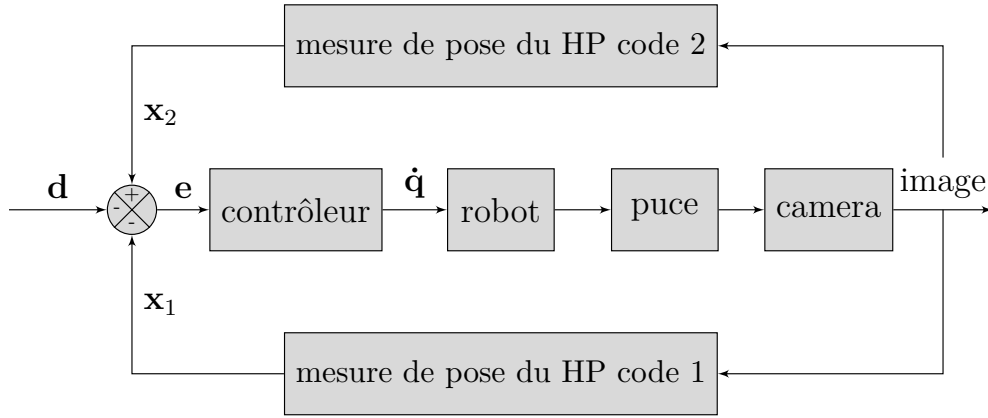 mesure de pose du HP code 2
x₂
d
e
q̇
image
+
-
-
contrôleur
robot
puce
camera
x₁
mesure de pose du HP code 1